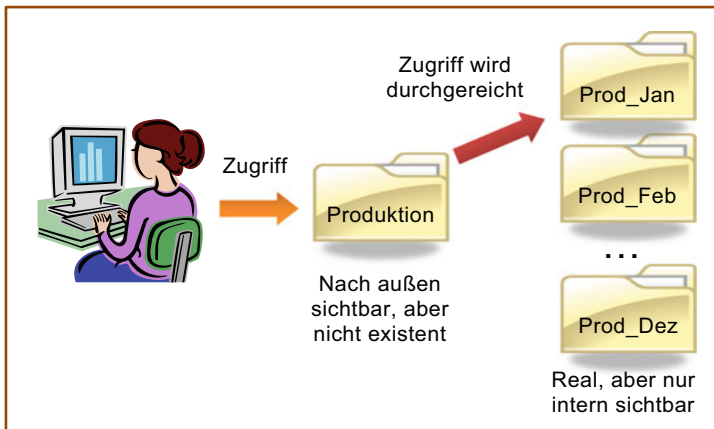 Zugriff
Produktion
Nach außen
sichtbar, aber
nicht existent
Zugriff wird
durchgereicht
Prod_Jan
Prod_Feb
...
Prod_Dez
Real, aber nur
intern sichtbar